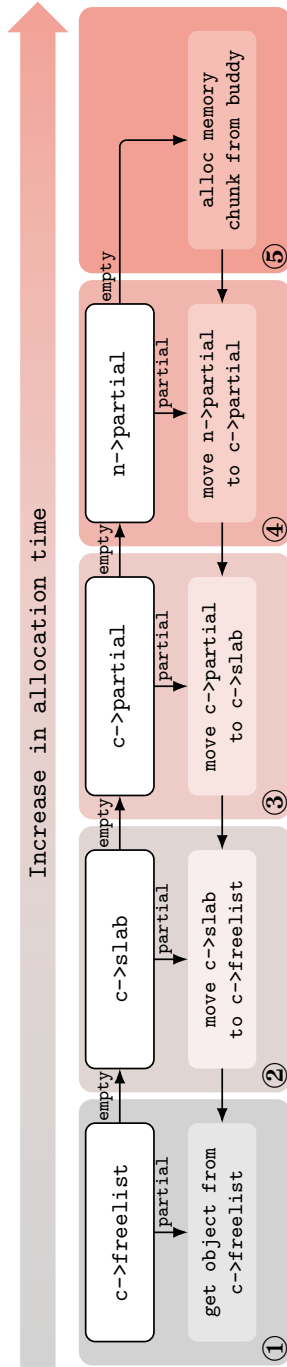 Increase in allocation time
c->freelist
empty
c->slab
empty
c->partial
empty
n->partial
empty
partial
partial
partial
partial
get object from
c->freelist
move c->slab
to c->freelist
move c->partial
to c->slab
move n->partial
to c->partial
alloc memory
chunk from buddy
①
②
③
④
⑤